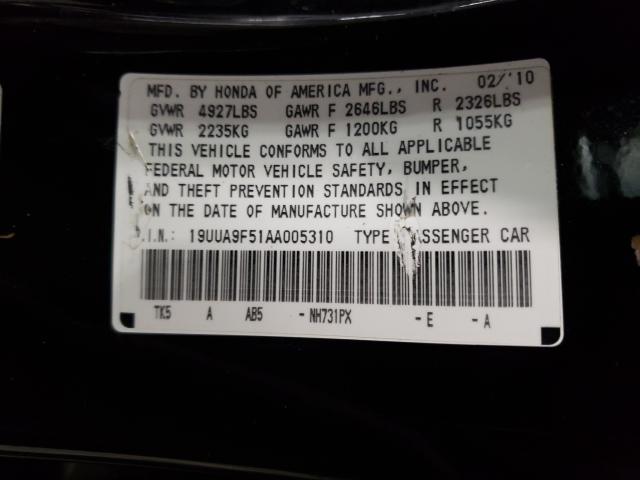 MFD. BY HONDA OF AMERICA MFG., INC. 02/'10
GVWR 4927LBS GAWR F 2646LBS R 2326LBS
GVWR 2235KG GAWR F 1200KG R 1055KG
THIS VEHICLE CONFORMS TO ALL APPLICABLE
FEDERAL MOTOR VEHICLE SAFETY, BUMPER,
AND THEFT PREVENTION STANDARDS IN EFFECT
ON THE DATE OF MANUFACTURE SHOWN ABOVE.
.I.N.: 19UUA9F51AA005310 TYPE PASSENGER CAR
TK5 A AB5 -NH731PX -E -A